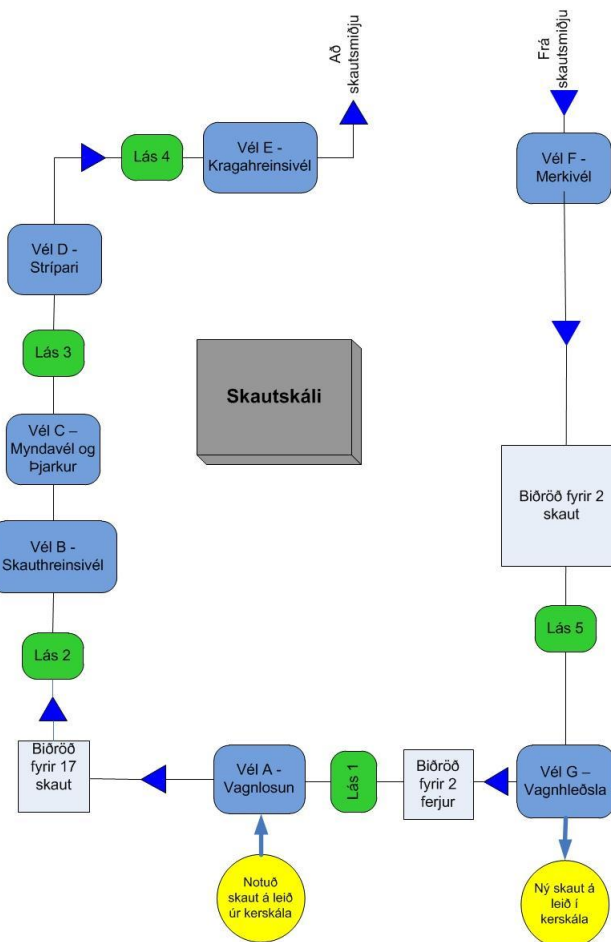 Að
skautsmiðju
Frá
skautsmiðju
Lás 4
Vél E -
Kragahreinsivél
Vél F -
Merkivél
Vél D -
Strípari
Lás 3
Skautskáli
Vél C –
Myndavél og
Þjarkur
Biðröð fyrir 2
skaut
Vél B -
Skauthreinsivél
Lás 2
Lás 5
Biðröð
fyrir 17
skaut
Vél A -
Vagnlosun
Lás 1
Biðröð
fyrir 2
ferjur
Vél G –
Vagnhleðsla
Notuð
skaut á leið
úr kerskála
Ný skaut á
leið í
kerskála